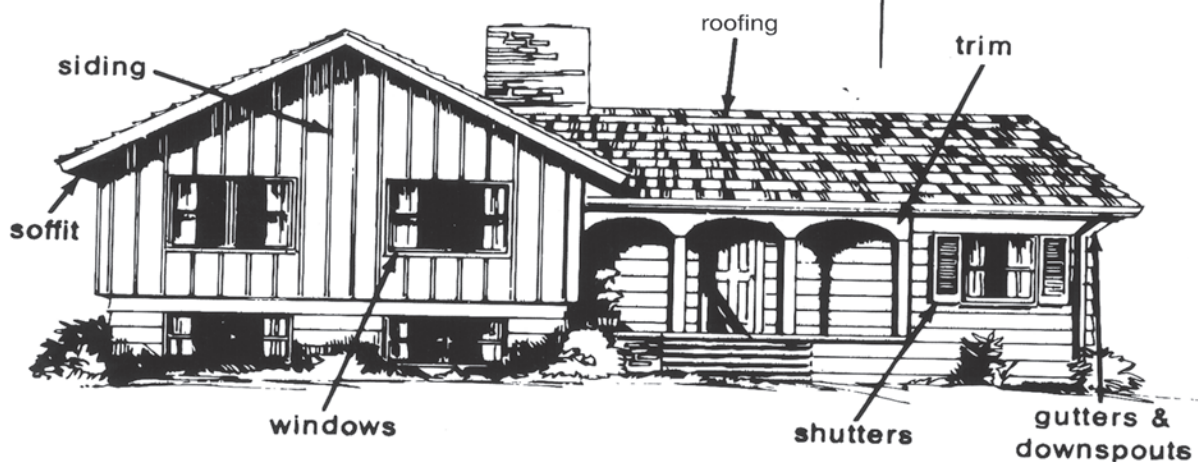 roofing
trim
siding
soffit
windows
shutters
gutters &
downspouts